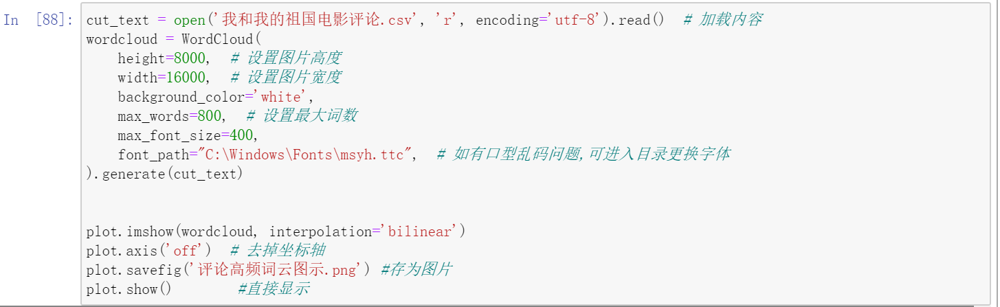 In [88]: cut_text = open('我和我的祖国电影评论.csv', 'r', encoding='utf-8').read()  # 加载内容
wordcloud = WordCloud(
    height=8000,  # 设置图片高度
    width=16000,  # 设置图片宽度
    background_color='white',
    max_words=800,  # 设置最大词数
    max_font_size=400,
    font_path="C:\Windows\Fonts\msyh.ttc",  # 如有口型乱码问题,可进入目录更换字体
).generate(cut_text)
plot.imshow(wordcloud, interpolation='bilinear')
plot.axis('off')  # 去掉坐标轴
plot.savefig('评论高频词云图示.png') #存为图片
plot.show()        #直接显示